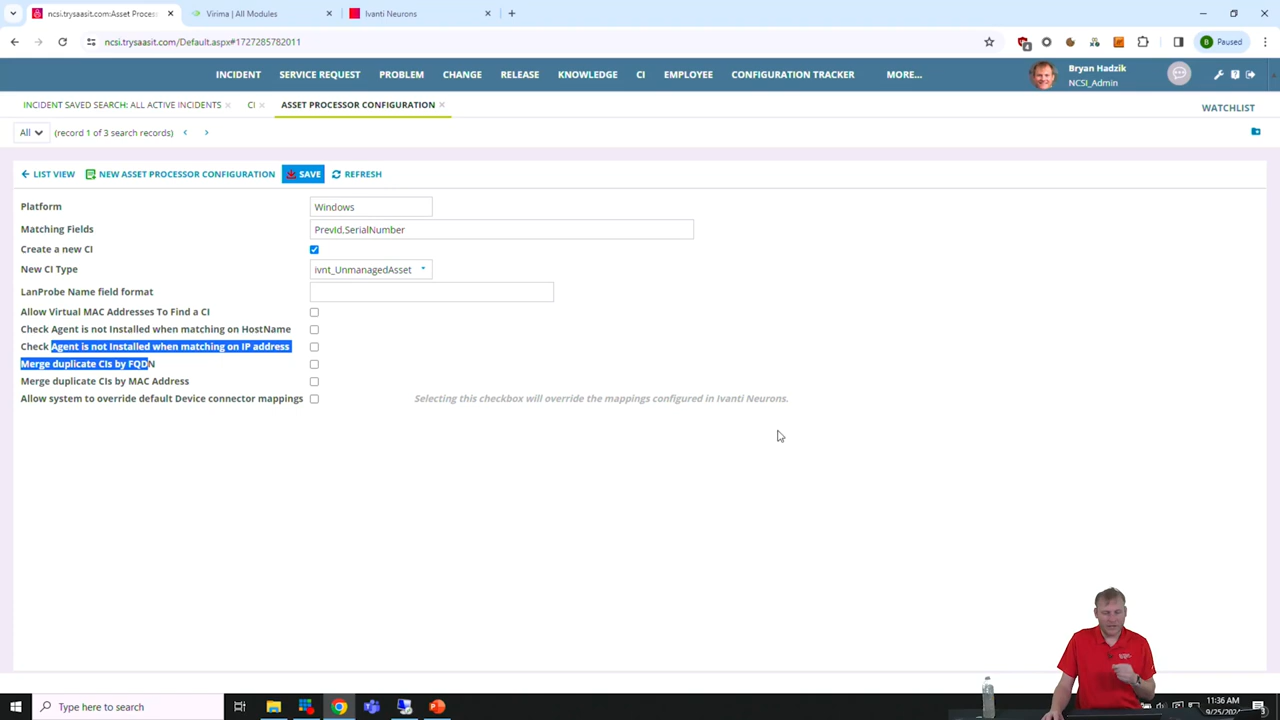 ncsi.trysaasit.com:Asset Proces
Virima | All Modules
Ivanti Neurons
ncsi.trysaasit.com/Default.aspx#1727285782011
4
B Paused
INCIDENT SERVICE REQUEST PROBLEM CHANGE RELEASE KNOWLEDGE CI EMPLOYEE CONFIGURATION TRACKER MORE...
Bryan Hadzik
NCSI_Admin
INCIDENT SAVED SEARCH: ALL ACTIVE INCIDENTS CI ASSET PROCESSOR CONFIGURATION WATCHLIST
All (record 1 of 3 search records)
LIST VIEW NEW ASSET PROCESSOR CONFIGURATION SAVE REFRESH
Platform Windows
Matching Fields PrevId,SerialNumber
Create a new CI
New CI Type ivnt_UnmanagedAsset
LanProbe Name field format
Allow Virtual MAC Addresses To Find a CI
Check Agent is not Installed when matching on HostName
Check Agent is not Installed when matching on IP address
Merge duplicate CIs by FQDN
Merge duplicate CIs by MAC Address
Allow system to override default Device connector mappings Selecting this checkbox will override the mappings configured in Ivanti Neurons.
Type here to search
11:36 AM